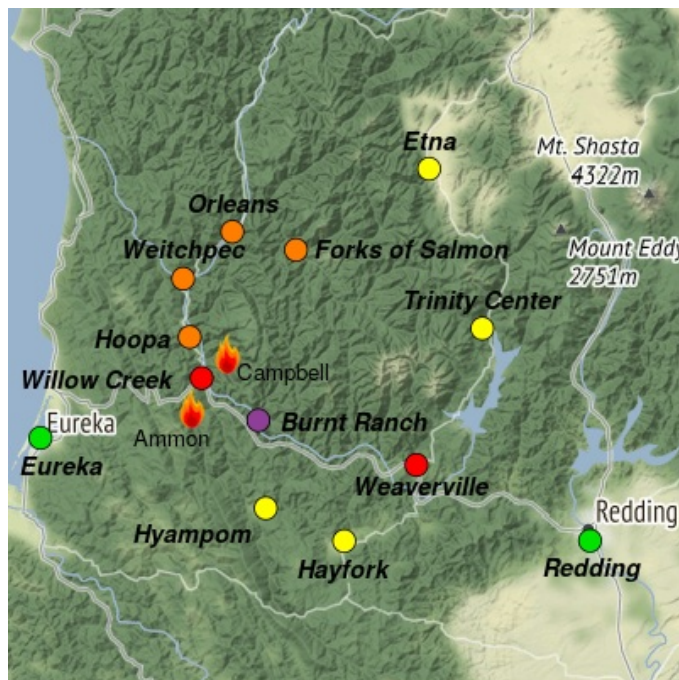 Etna
Mt. Shasta
4322m
Orleans
Weitchpec
Forks of Salmon
Mount Eddy
2751m
Trinity Center
Hoopa
Campbell
Willow Creek
Eureka
Ammon
Burnt Ranch
Eureka
Weaverville
Redding
Hyampom
Hayfork
Redding